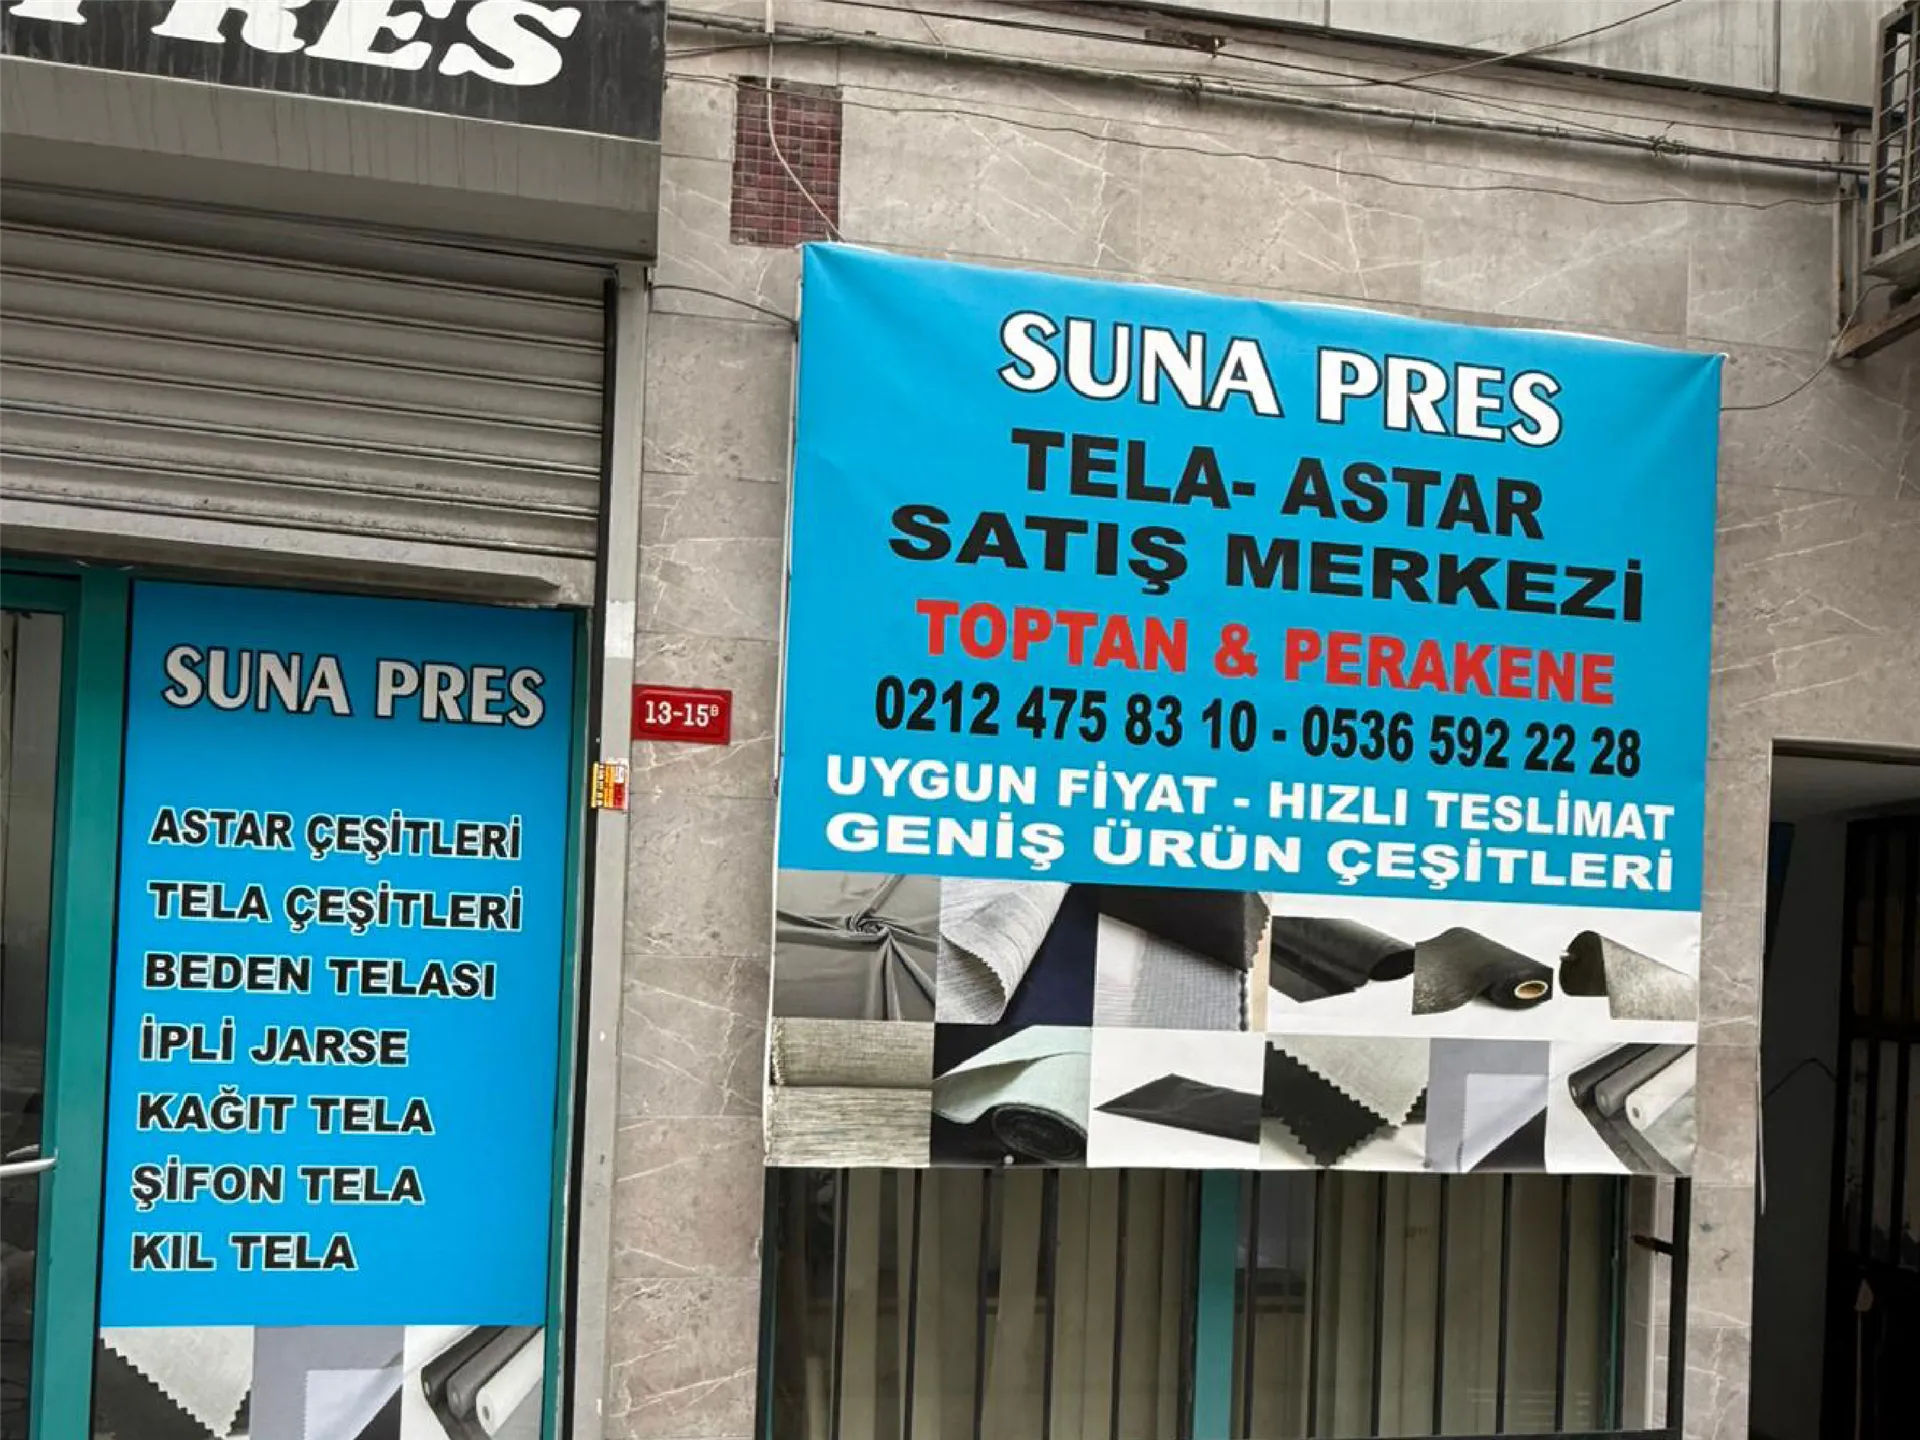 PRES
SUNA PRES
ASTAR ÇEŞİTLERİ
TELA ÇEŞİTLERİ
BEDEN TELASI
İPLİ JARSE
KAĞIT TELA
ŞİFON TELA
KIL TELA
13-15B
SUNA PRES
TELA- ASTAR
SATIŞ MERKEZİ
TOPTAN & PERAKENE
0212 475 83 10 - 0536 592 22 28
UYGUN FİYAT - HIZLI TESLİMAT
GENİŞ ÜRÜN ÇEŞİTLERİ